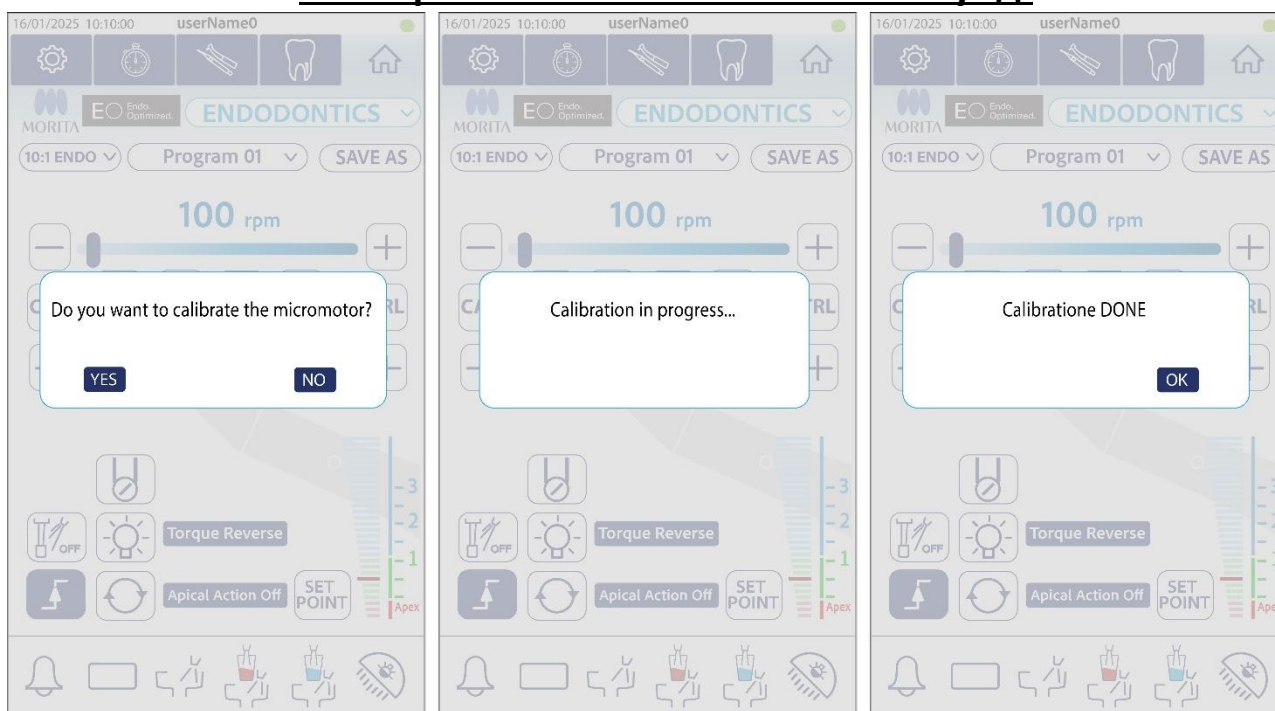 16/01/2025 10:10:00 userName0
MORITA
EO Endo. Optimized.
ENDODONTICS
10:1 ENDO
Program 01
SAVE AS
100 rpm
Do you want to calibrate the micromotor?
YES
NO
3
2
1
OFF
Torque Reverse
Apical Action Off
SET
POINT
Apex
16/01/2025 10:10:00 userName0
MORITA
EO Endo. Optimized.
ENDODONTICS
10:1 ENDO
Program 01
SAVE AS
100 rpm
Calibration in progress...
3
2
1
OFF
Torque Reverse
Apical Action Off
SET
POINT
Apex
16/01/2025 10:10:00 userName0
MORITA
EO Endo. Optimized.
ENDODONTICS
10:1 ENDO
Program 01
SAVE AS
100 rpm
Calibratione DONE
OK
OFF
Torque Reverse
Apical Action Off
SET
POINT